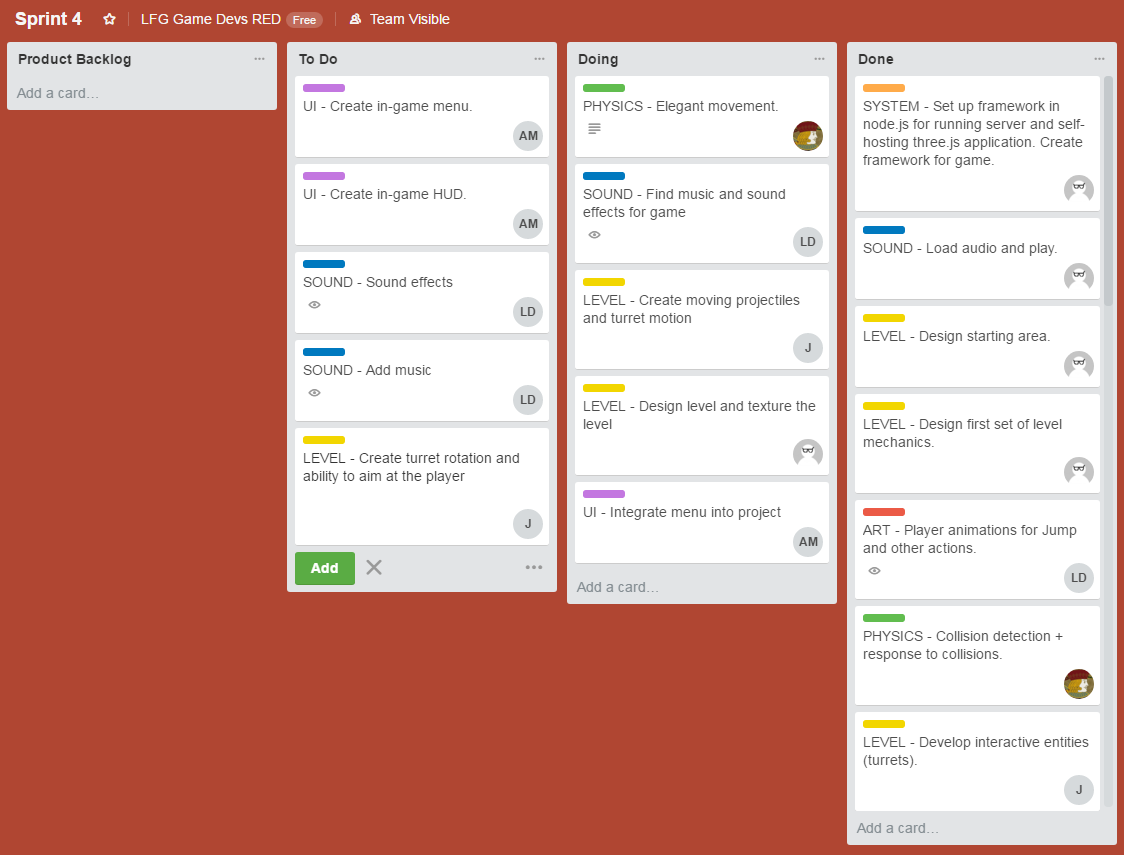 Sprint 4 LFG Game Devs RED Free Team Visible
Product Backlog
Add a card...
To Do
UI - Create in-game menu.
AM
UI - Create in-game HUD.
AM
SOUND - Sound effects
LD
SOUND - Add music
LD
LEVEL - Create turret rotation and
ability to aim at the player
J
Add
Doing
PHYSICS - Elegant movement.
SOUND - Find music and sound
effects for game
LD
LEVEL - Create moving projectiles
and turret motion
J
LEVEL - Design level and texture the
level
UI - Integrate menu into project
AM
Add a card...
Done
SYSTEM - Set up framework in
node.js for running server and self-
hosting three.js application. Create
framework for game.
SOUND - Load audio and play.
LEVEL - Design starting area.
LEVEL - Design first set of level
mechanics.
ART - Player animations for Jump
and other actions.
LD
PHYSICS - Collision detection +
response to collisions.
LEVEL - Develop interactive entities
(turrets).
J
Add a card...